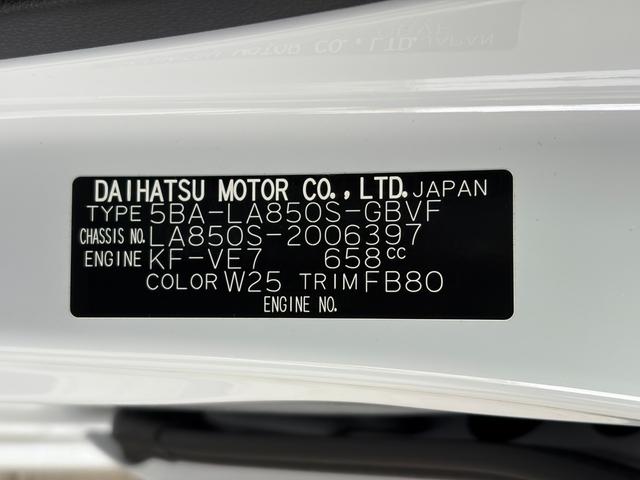 DAIHATSU MOTOR CO., LTD. JAPAN
TYPE 5BA-LA850S-GBVF
CHASSIS NO. LA850S-2006397
ENGINE KF-VE7 658cc
COLOR W25 TRIM FB80
ENGINE NO.